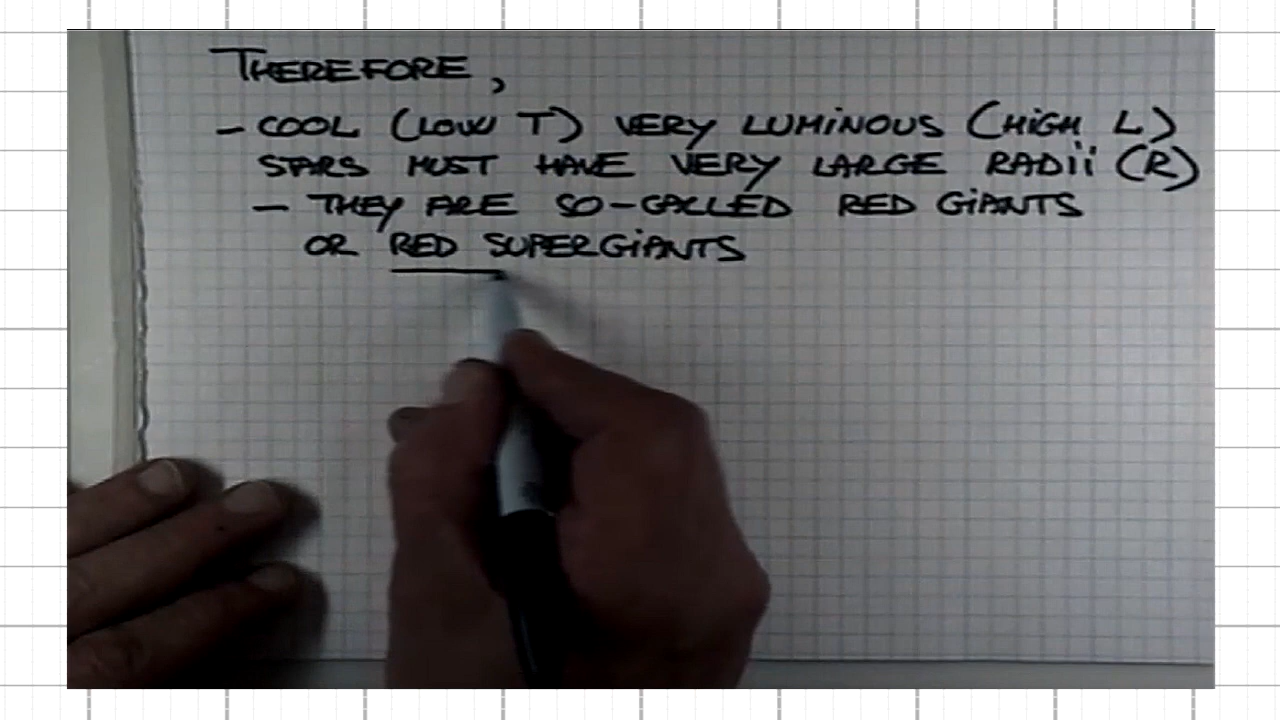 THEREFORE,
- COOL (LOW T) VERY LUMINOUS (HIGH L)
STARS MUST HAVE VERY LARGE RADII (R)
- THEY ARE SO-CALLED RED GIANTS
OR RED SUPERGIANTS